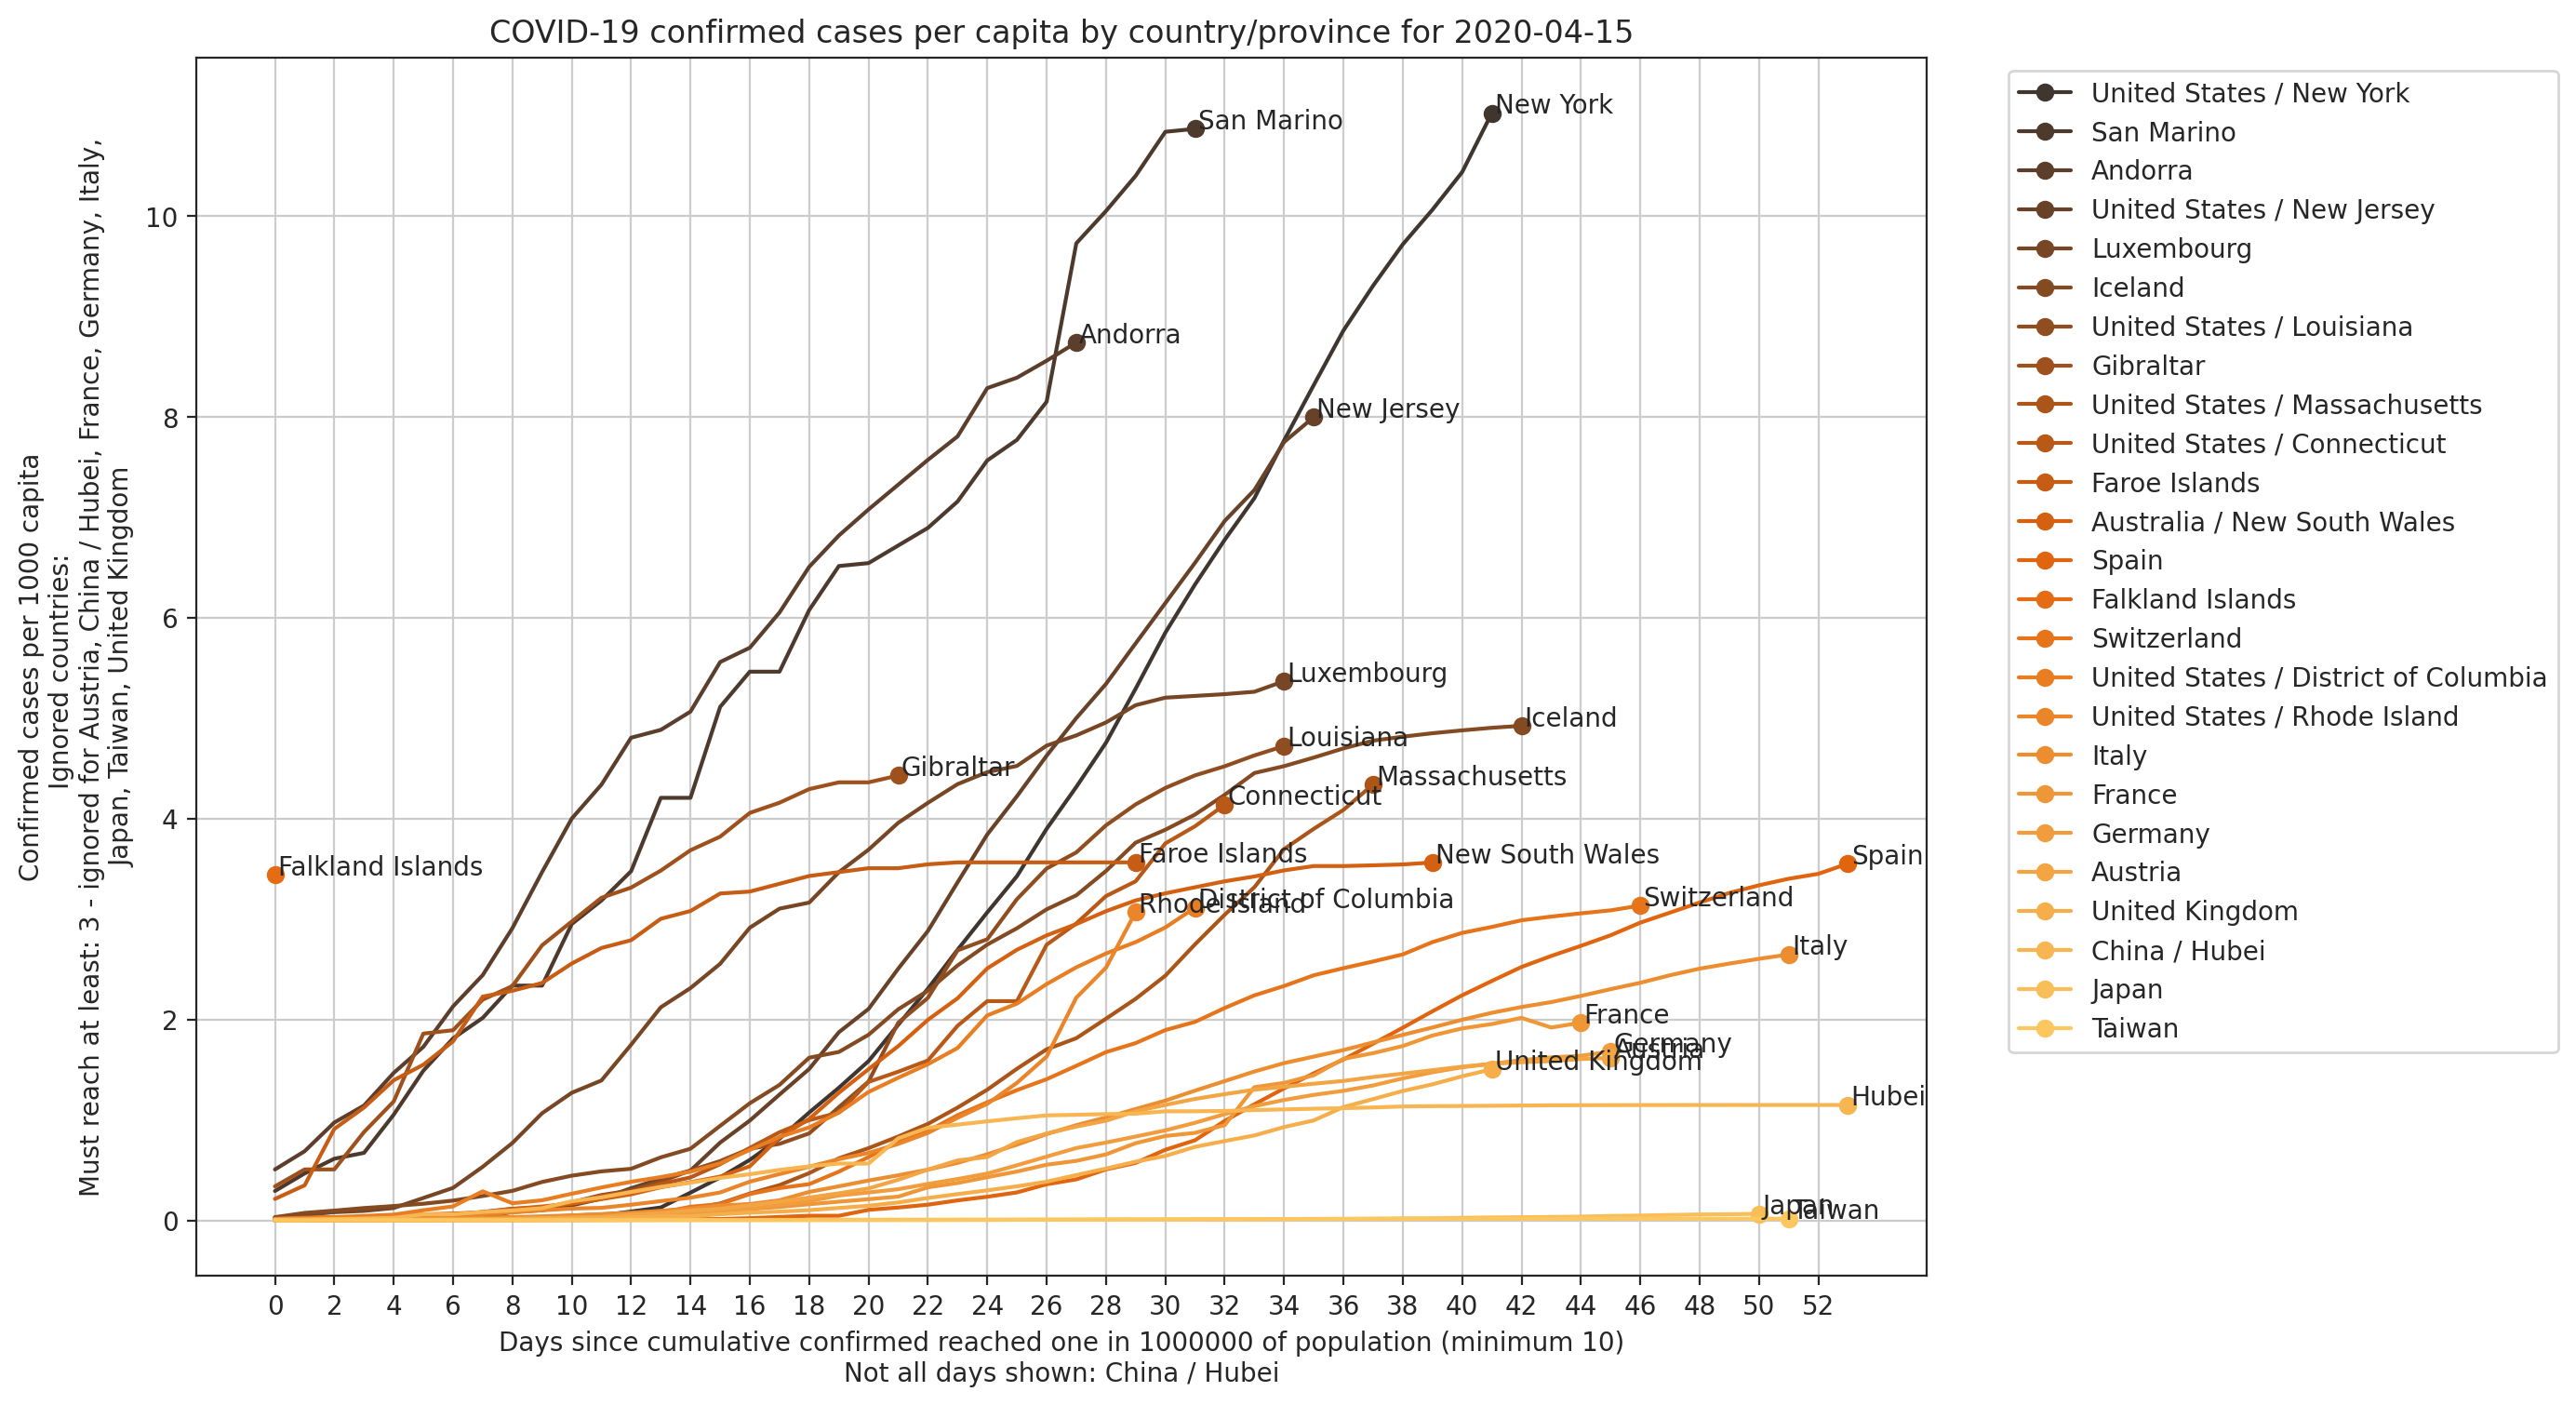 COVID-19 confirmed cases per capita by country/province for 2020-04-15
Confirmed cases per 1000 capita
Ignored countries:
Must reach at least: 3 - ignored for Austria, China / Hubei, France, Germany, Italy,
Japan, Taiwan, United Kingdom
10
8
6
4
2
0
San Marino
New York
Andorra
New Jersey
Luxembourg
Iceland
Louisiana
Gibraltar
Massachusetts
Connecticut
Faroe Islands
New South Wales
Spain
Falkland Islands
Switzerland
District of Columbia
Rhode Island
Italy
France
Germany
Austria
United Kingdom
Hubei
Japan
Taiwan
0 2 4 6 8 10 12 14 16 18 20 22 24 26 28 30 32 34 36 38 40 42 44 46 48 50 52
Days since cumulative confirmed reached one in 1000000 of population (minimum 10)
Not all days shown: China / Hubei
United States / New York
San Marino
Andorra
United States / New Jersey
Luxembourg
Iceland
United States / Louisiana
Gibraltar
United States / Massachusetts
United States / Connecticut
Faroe Islands
Australia / New South Wales
Spain
Falkland Islands
Switzerland
United States / District of Columbia
United States / Rhode Island
Italy
France
Germany
Austria
United Kingdom
China / Hubei
Japan
Taiwan